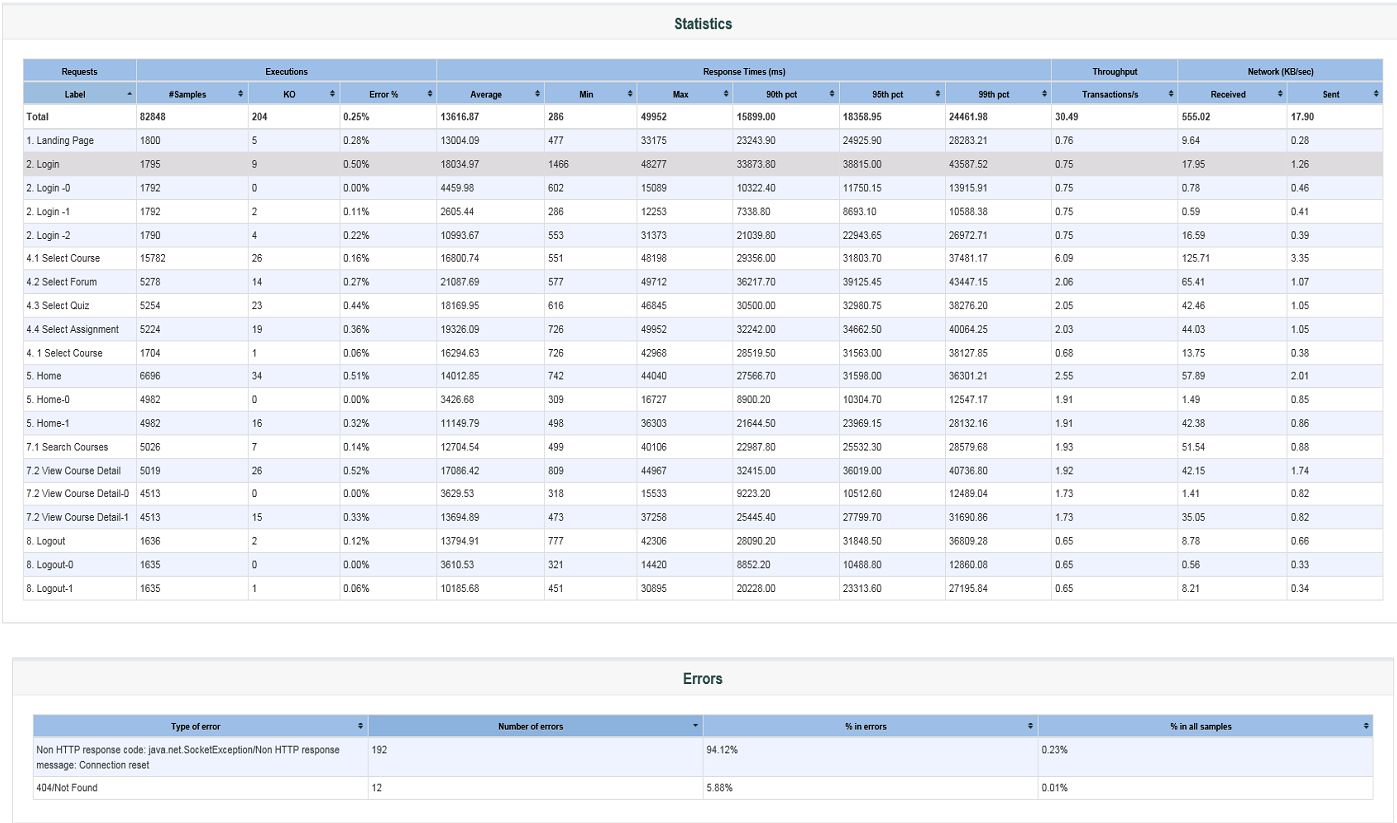 Statistics
Requests Executions Response Times (ms) Throughput Network (KB/sec)
Label #Samples KO Error % Average Min Max 90th pct 95th pct 99th pct Transactions/s Received Sent
Total 82848 204 0.25% 13616.87 286 49952 15899.00 18358.95 24461.98 30.49 555.02 17.90
1. Landing Page 1800 5 0.28% 13004.09 477 33175 23243.90 24925.90 28283.21 0.76 9.64 0.28
2. Login 1795 9 0.50% 18034.97 1466 48277 33873.80 38815.00 43587.52 0.75 17.95 1.26
2. Login -0 1792 0 0.00% 4459.98 602 15089 10322.40 11750.15 13915.91 0.75 0.78 0.46
2. Login -1 1792 2 0.11% 2605.44 286 12253 7338.80 8693.10 10588.38 0.75 0.59 0.41
2. Login -2 1790 4 0.22% 10993.67 553 31373 21039.80 22943.65 26972.71 0.75 16.59 0.39
4.1 Select Course 15782 26 0.16% 16800.74 551 48198 29356.00 31803.70 37481.17 6.09 125.71 3.35
4.2 Select Forum 5278 14 0.27% 21087.69 577 49712 36217.70 39125.45 43447.15 2.06 65.41 1.07
4.3 Select Quiz 5254 23 0.44% 18169.95 616 46845 30500.00 32980.75 38276.20 2.05 42.46 1.05
4.4 Select Assignment 5224 19 0.36% 19326.09 726 49952 32242.00 34662.50 40064.25 2.03 44.03 1.05
4. 1 Select Course 1704 1 0.06% 16294.63 726 42968 28519.50 31563.00 38127.85 0.68 13.75 0.38
5. Home 6696 34 0.51% 14012.85 742 44040 27566.70 31598.00 36301.21 2.55 57.89 2.01
5. Home-0 4982 0 0.00% 3426.68 309 16727 8900.20 10304.70 12547.17 1.91 1.49 0.85
5. Home-1 4982 16 0.32% 11149.79 498 36303 21644.50 23969.15 28132.16 1.91 42.38 0.86
7.1 Search Courses 5026 7 0.14% 12704.54 499 40106 22987.80 25532.30 28579.68 1.93 51.54 0.88
7.2 View Course Detail 5019 26 0.52% 17086.42 809 44967 32415.00 36019.00 40736.80 1.92 42.15 1.74
7.2 View Course Detail-0 4513 0 0.00% 3629.53 318 15533 9223.20 10512.60 12489.04 1.73 1.41 0.82
7.2 View Course Detail-1 4513 15 0.33% 13694.89 473 37258 25445.40 27799.70 31690.86 1.73 35.05 0.82
8. Logout 1636 2 0.12% 13794.91 777 42306 28090.20 31848.50 36809.28 0.65 8.78 0.66
8. Logout-0 1635 0 0.00% 3610.53 321 14420 8852.20 10488.80 12860.08 0.65 0.56 0.33
8. Logout-1 1635 1 0.06% 10185.68 451 30895 20228.00 23313.60 27195.84 0.65 8.21 0.34
Errors
Type of error Number of errors % in errors % in all samples
Non HTTP response code: java.net.SocketException/Non HTTP response 192 94.12% 0.23%
message: Connection reset
404/Not Found 12 5.88% 0.01%